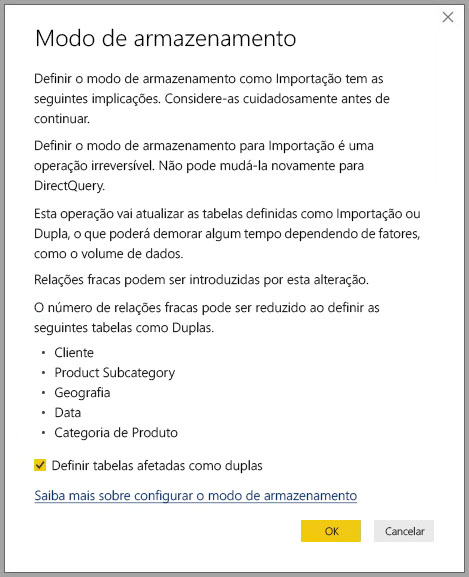 Modo de armazenamento
Definir o modo de armazenamento como Importação tem as
seguintes implicações. Considere-as cuidadosamente antes de
continuar.
Definir o modo de armazenamento para Importação é uma
operação irreversível. Não pode mudá-la novamente para
DirectQuery.
Esta operação vai atualizar as tabelas definidas como Importação ou
Dupla, o que poderá demorar algum tempo dependendo de fatores,
como o volume de dados.
Relações fracas podem ser introduzidas por esta alteração.
O número de relações fracas pode ser reduzido ao definir as
seguintes tabelas como Duplas.
• Cliente
• Product Subcategory
• Geografia
• Data
• Categoria de Produto
Definir tabelas afetadas como duplas
Saiba mais sobre configurar o modo de armazenamento
OK Cancelar